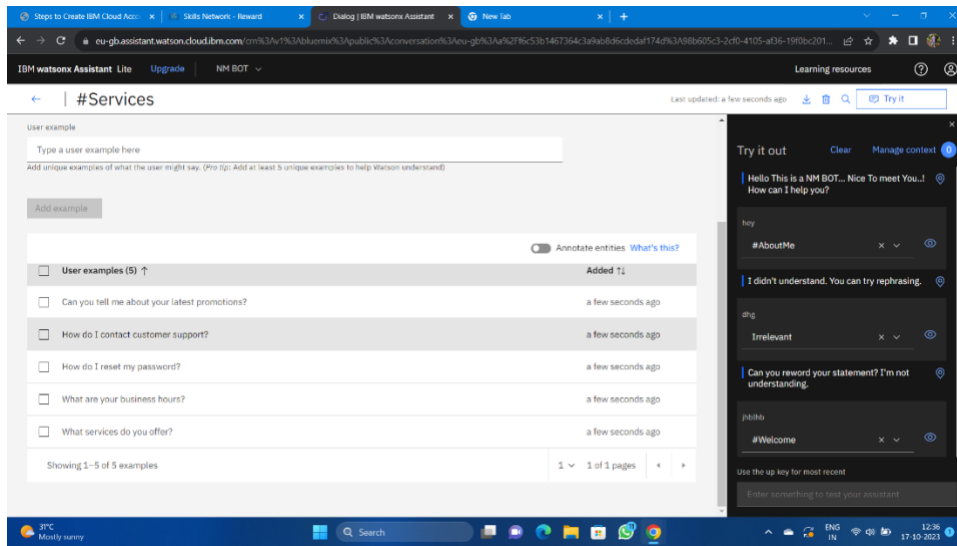 Steps to Create IBM Cloud Acco
Skills Network - Reward
Dialog | IBM watsonx Assistant
New Tab
IBM watsonx Assistant Lite Upgrade NM BOT Learning resources
#Services
Last updated: a few seconds ago
Try it
User example
Type a user example here
Add unique examples of what the user might say. (Pro tip: Add at least 5 unique examples to help Watson understand)
Add example
Annotate entities What's this?
User examples (5) Added
Can you tell me about your latest promotions? a few seconds ago
How do I contact customer support? a few seconds ago
How do I reset my password? a few seconds ago
What are your business hours? a few seconds ago
What services do you offer? a few seconds ago
Showing 1–5 of 5 examples 1 1 of 1 pages
Try it out Clear Manage context 0
Hello This is a NM BOT... Nice To meet You..!
How can I help you?
hoy
#AboutMe
I didn't understand. You can try rephrasing.
dhg
Irrelevant
Can you reword your statement? I'm not
understanding.
#Welcome
Use the up key for most recent
Enter something to test your assistant
31°C
Mostly sunny
Search
ENG
IN
12:36
17-10-2023